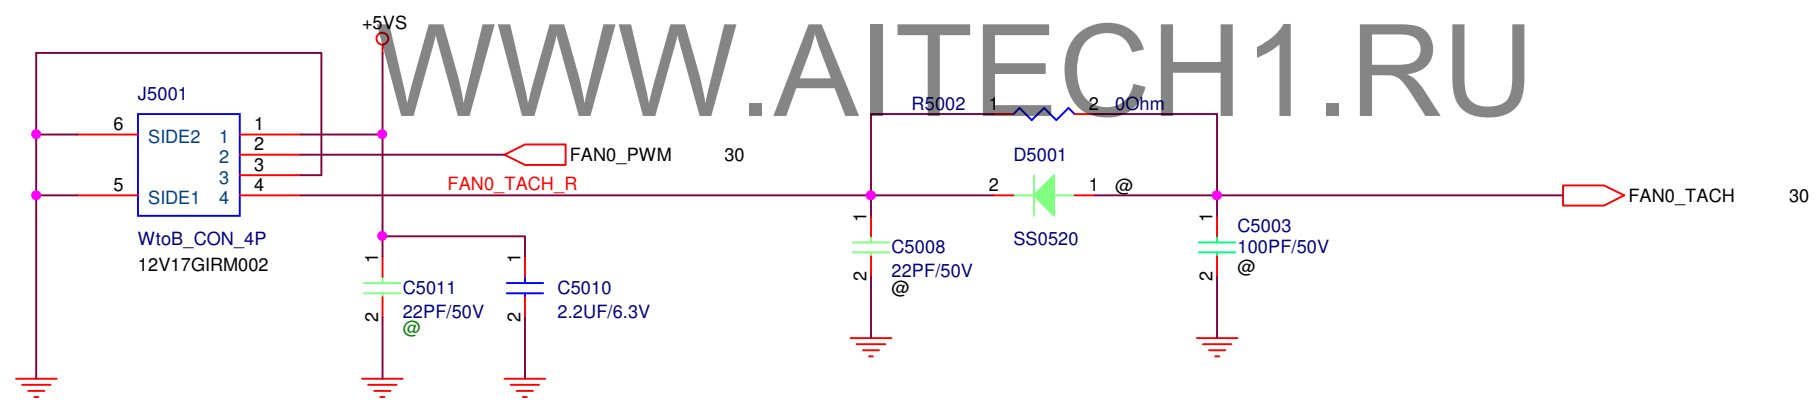 +5VS
WWW.AITECH1.RU
J5001
R5002 1 2 0Ohm
6 SIDE2 1 1
2 2
3 3
5 SIDE1 4 4
FAN0_PWM 30
D5001
FAN0_TACH_R
2 1 @
FAN0_TACH 30
WtoB_CON_4P
12V17GIRM002
SS0520
1
C5008
22PF/50V
@
2
1
C5003
100PF/50V
@
2
1
C5011
22PF/50V
@
2
1
C5010
2.2UF/6.3V
2